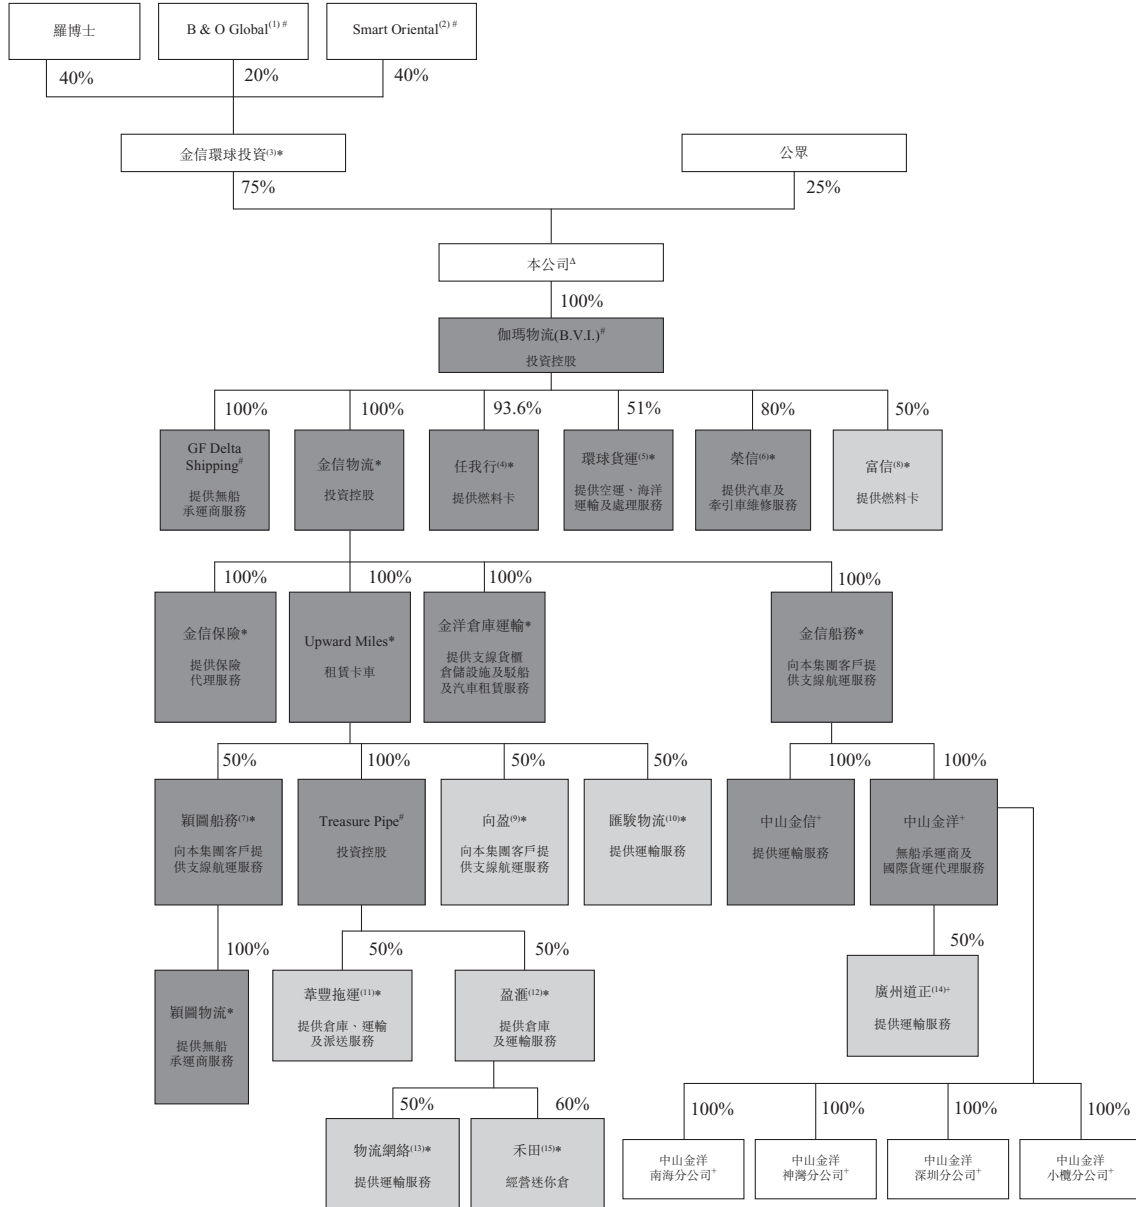 羅博士
B & O Global(1) #
Smart Oriental(2) #
40%
20%
40%
金信環球投資(3)*
公眾
75%
25%
本公司Δ
100%
伽瑪物流(B.V.I.)#
投資控股
100%
100%
93.6%
51%
80%
50%
GF Delta
Shipping#
提供無船
承運商服務
金信物流*
投資控股
任我行(4)*
提供燃料卡
環球貨運(5)*
提供空運、海洋
運輸及處理服務
榮信(6)*
提供汽車及
牽引車維修服務
富信(8)*
提供燃料卡
100%
100%
100%
100%
金信保險*
提供保險
代理服務
Upward Miles*
租賃卡車
金洋倉庫運輸*
提供支線貨櫃
倉儲設施及駁船
及汽車租賃服務
金信船務*
向本集團客戶提
供支線航運服務
50%
100%
50%
50%
100%
100%
穎圖船務(7)*
向本集團客戶提
供支線航運服務
Treasure Pipe#
投資控股
向盈(9)*
向本集團客戶提
供支線航運服務
匯駿物流(10)*
提供運輸服務
中山金信+
提供運輸服務
中山金洋+
無船承運商及
國際貨運代理服務
100%
50%
50%
50%
穎圖物流*
提供無船
承運商服務
葦豐拖運(11)*
提供倉庫、運輸
及派送服務
盈滙(12)*
提供倉庫
及運輸服務
廣州道正(14)+
提供運輸服務
50%
60%
100%
100%
100%
100%
物流網絡(13)*
提供運輸服務
禾田(15)*
經營迷你倉
中山金洋
南海分公司+
中山金洋
神灣分公司+
中山金洋
深圳分公司+
中山金洋
小欖分公司+